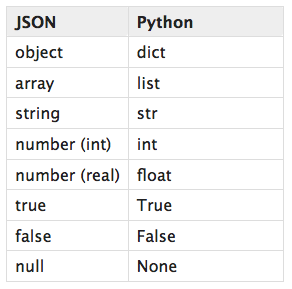 JSON Python
object dict
array list
string str
number (int) int
number (real) float
true True
false False
null None